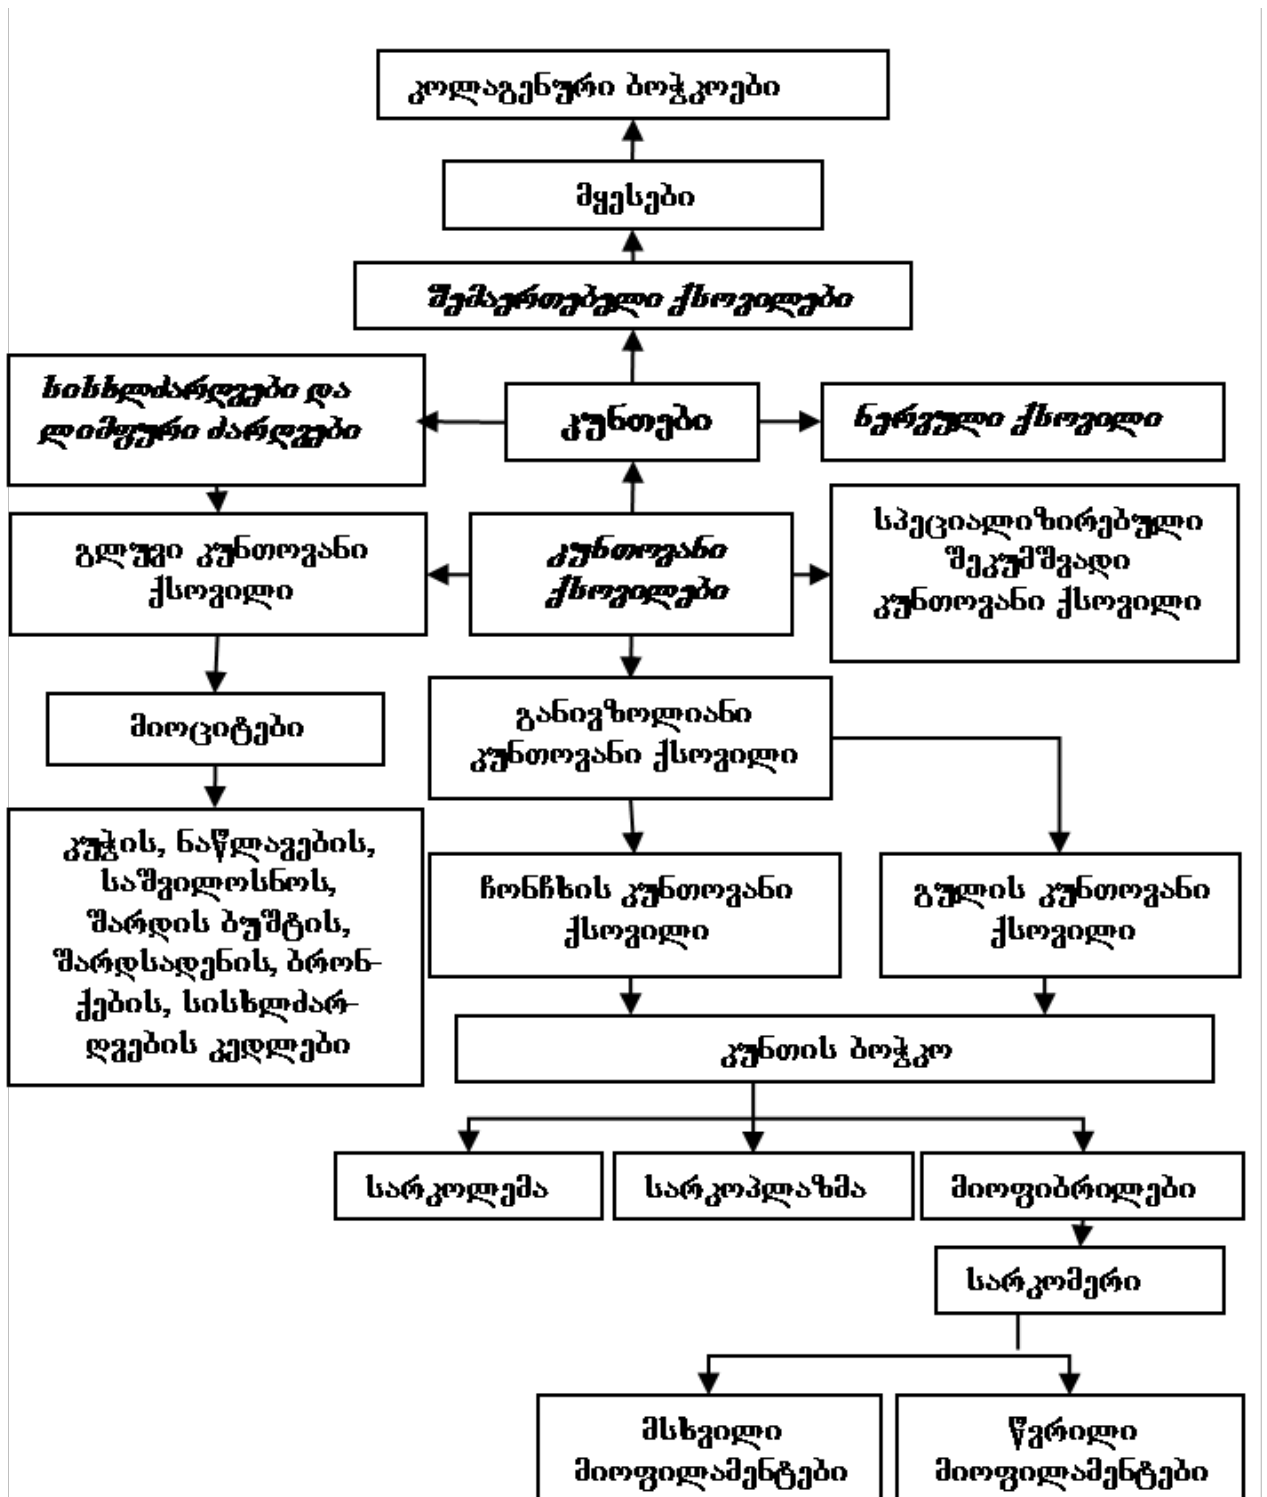 კოლაგენური ბოჭკოები
მყესები
შემაერთებელი ქსოვილები
სისხლძარღვები და
ლიმფური ძარღვები
კუნთები
ნერვული ქსოვილი
გლუვი კუნთოვანი
ქსოვილი
კუნთოვანი
ქსოვილები
სპეციალიზირებული
შეკუმშვადი
კუნთოვანი ქსოვილი
მიოციტები
განივზოლიანი
კუნთოვანი ქსოვილი
კუჭის, ნაწლავების,
საშვილოსნოს,
შარდის ბუშტის,
შარდსადენის, ბრონ-
ქების, სისხლძარ-
ღვების კედლები
ჩონჩხის კუნთოვანი
ქსოვილი
გულის კუნთოვანი
ქსოვილი
კუნთის ბოჭკო
სარკოლემა
სარკოპლაზმა
მიოფიბრილები
სარკომერი
მსხვილი
მიოფილამენტები
წვრილი
მიოფილამენტები